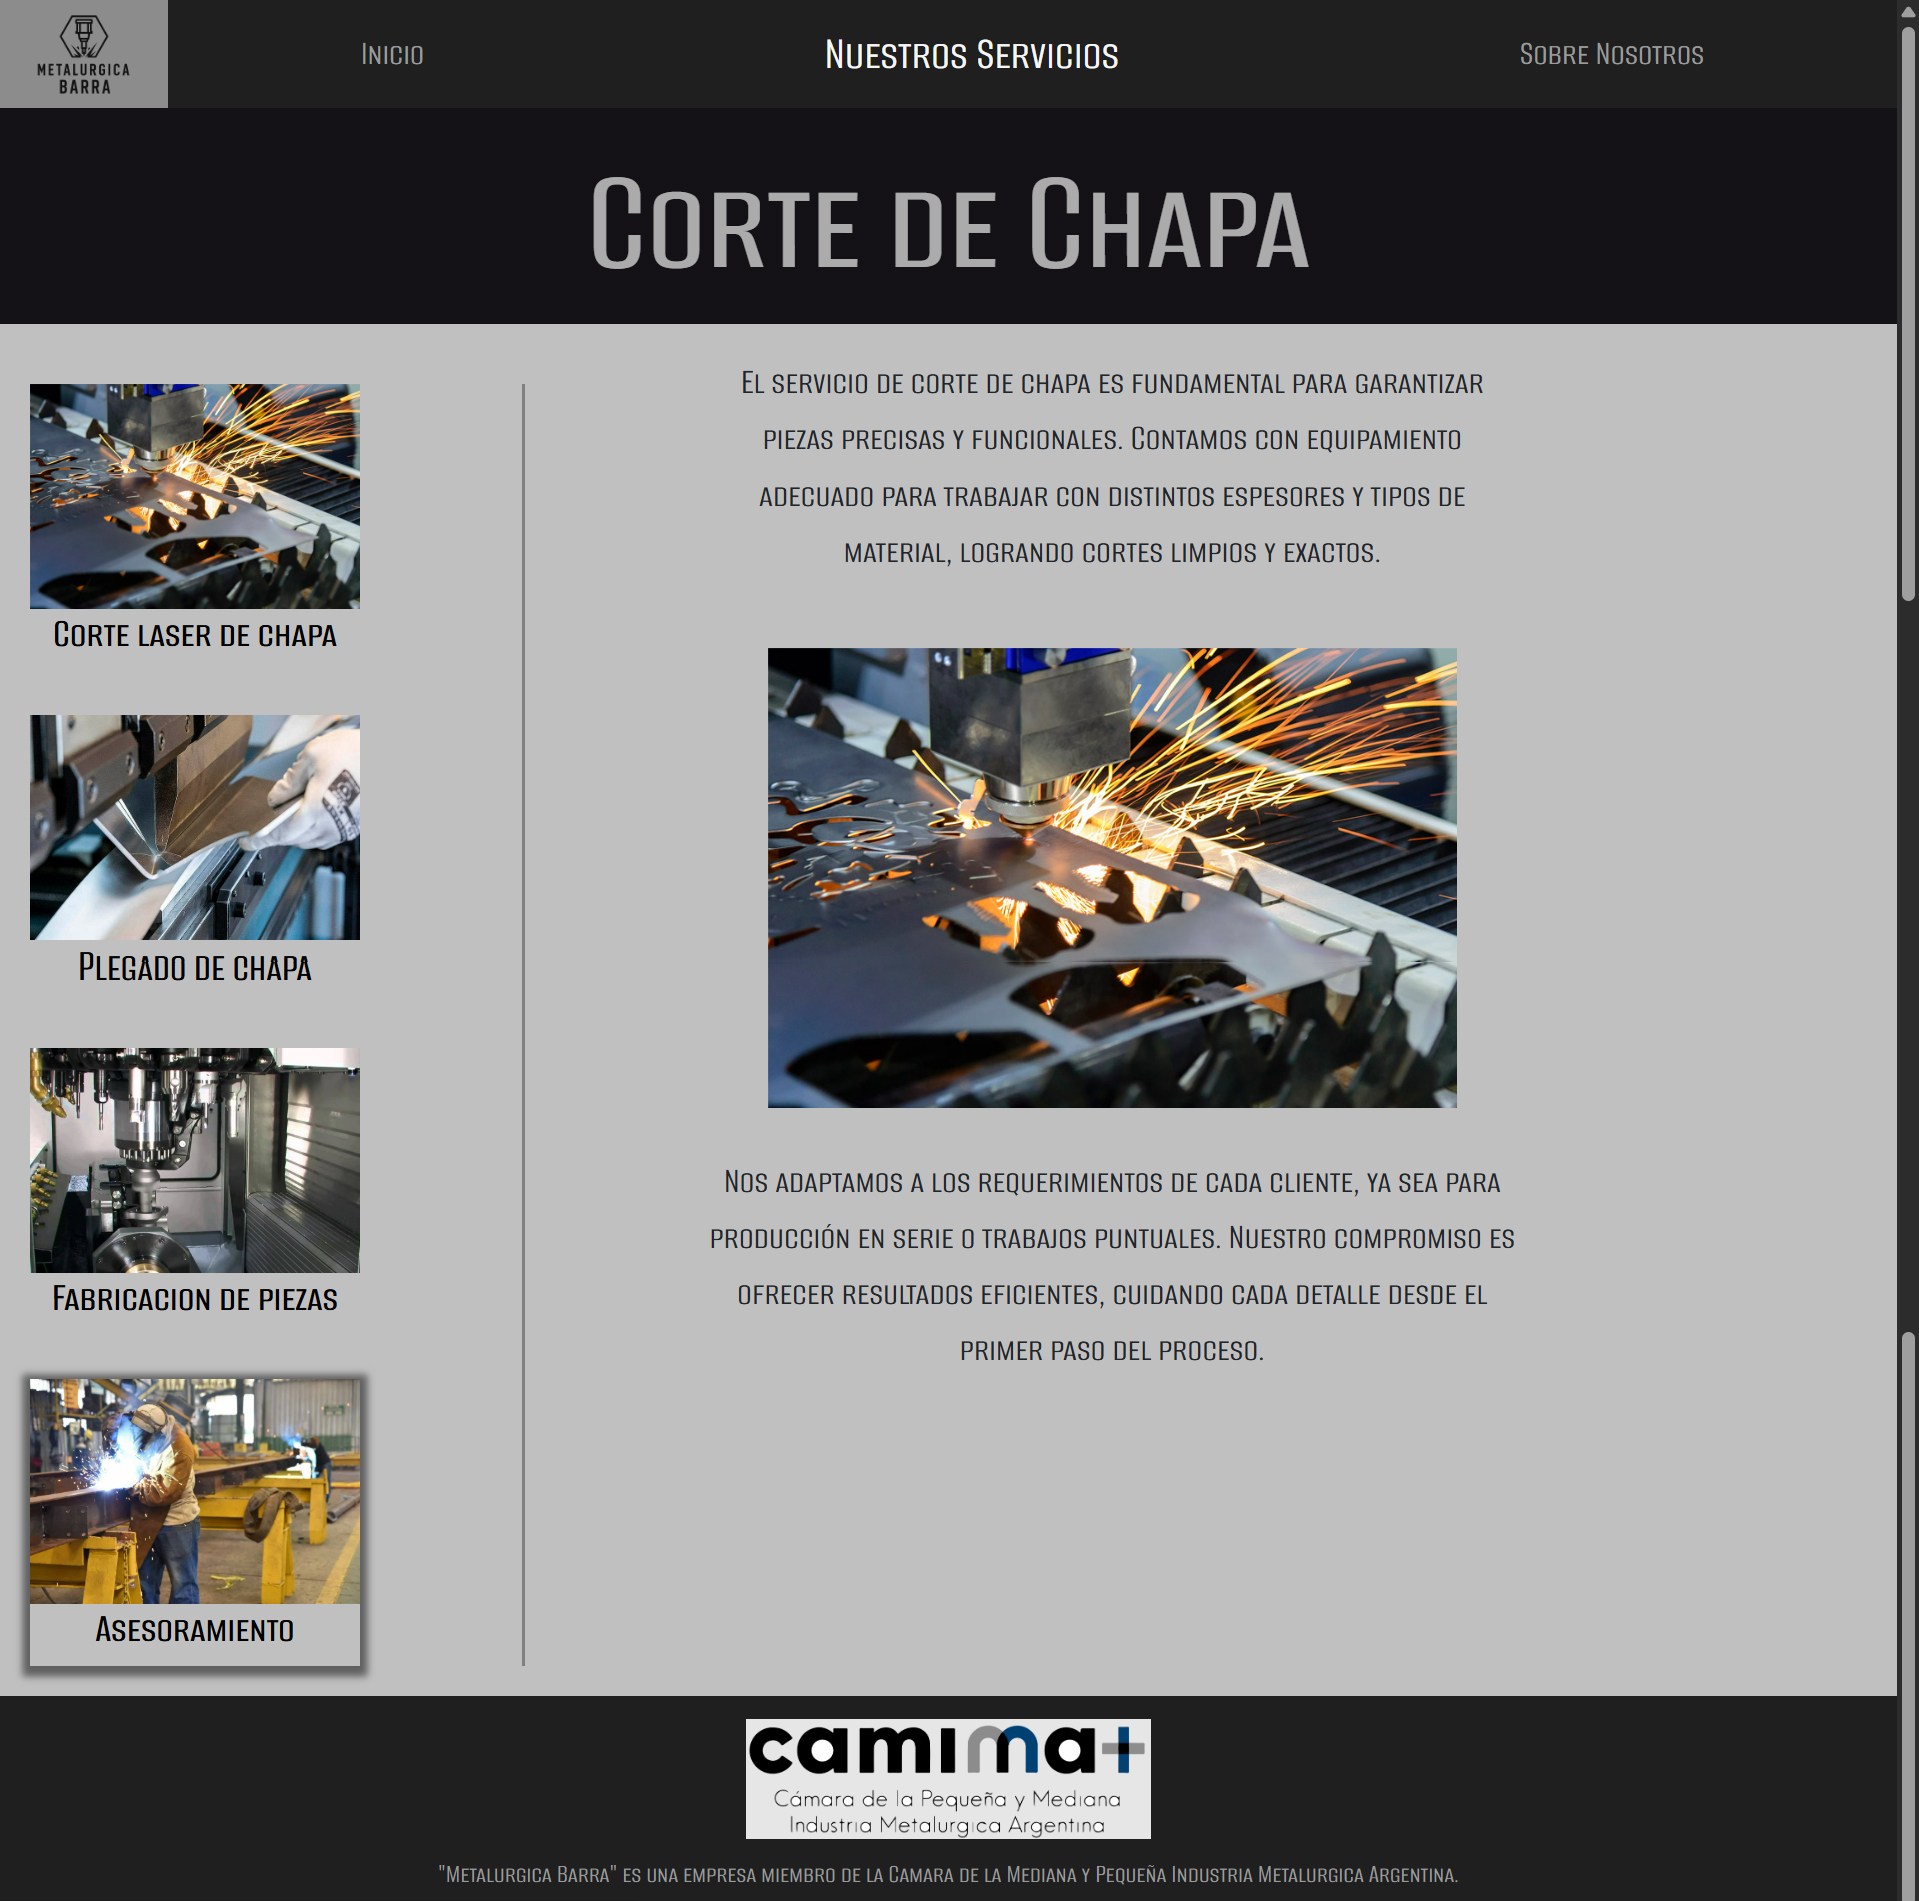 METALURGICA
BARRA
Inicio
Nuestros Servicios
Sobre Nosotros
Corte de Chapa
Corte laser de chapa
Plegado de chapa
Fabricacion de piezas
Asesoramiento
El servicio de corte de chapa es fundamental para garantizar
piezas precisas y funcionales. Contamos con equipamiento
adecuado para trabajar con distintos espesores y tipos de
material, logrando cortes limpios y exactos.
Nos adaptamos a los requerimientos de cada cliente, ya sea para
producción en serie o trabajos puntuales. Nuestro compromiso es
ofrecer resultados eficientes, cuidando cada detalle desde el
primer paso del proceso.
camima+
Cámara de la Pequeña y Mediana
Industria Metalurgica Argentina
"Metalurgica Barra" es una empresa miembro de la Camara de la Mediana y Pequeña Industria Metalurgica Argentina.